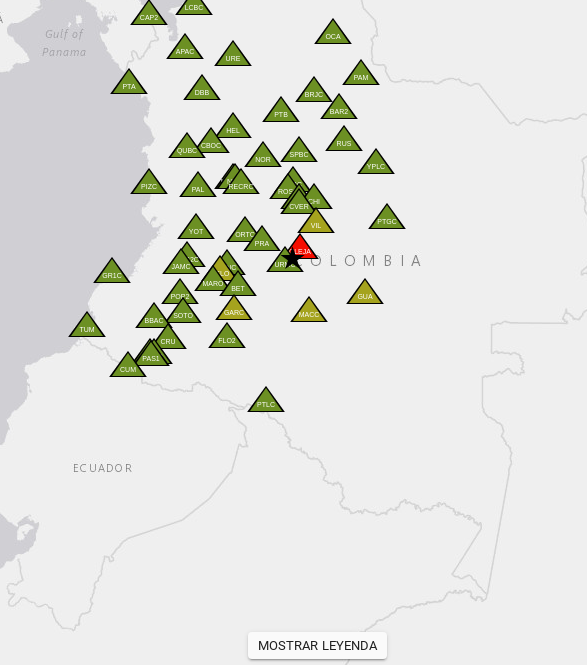 LCBC
CAP2
OCA
Gulf of
Panama
APAC
URE
PAM
PTA
DBB
BRJC
BAR2
PTB
HEL
RUS
CBOC
QUBC
NOR
SPBC
YPLC
PIZC
PAL
RECRC
ROS
CHI
CVER
VIL
PTGC
YOT
ORTC
PRA
LEJA
COLOMBIA
JAMC
GR1C
MARO
BET
POP2
GUA
GARC
MACC
SOTO
BBAC
TUM
CRU
FLO2
PAS1
CUM
PTLC
ECUADOR
MOSTRAR LEYENDA